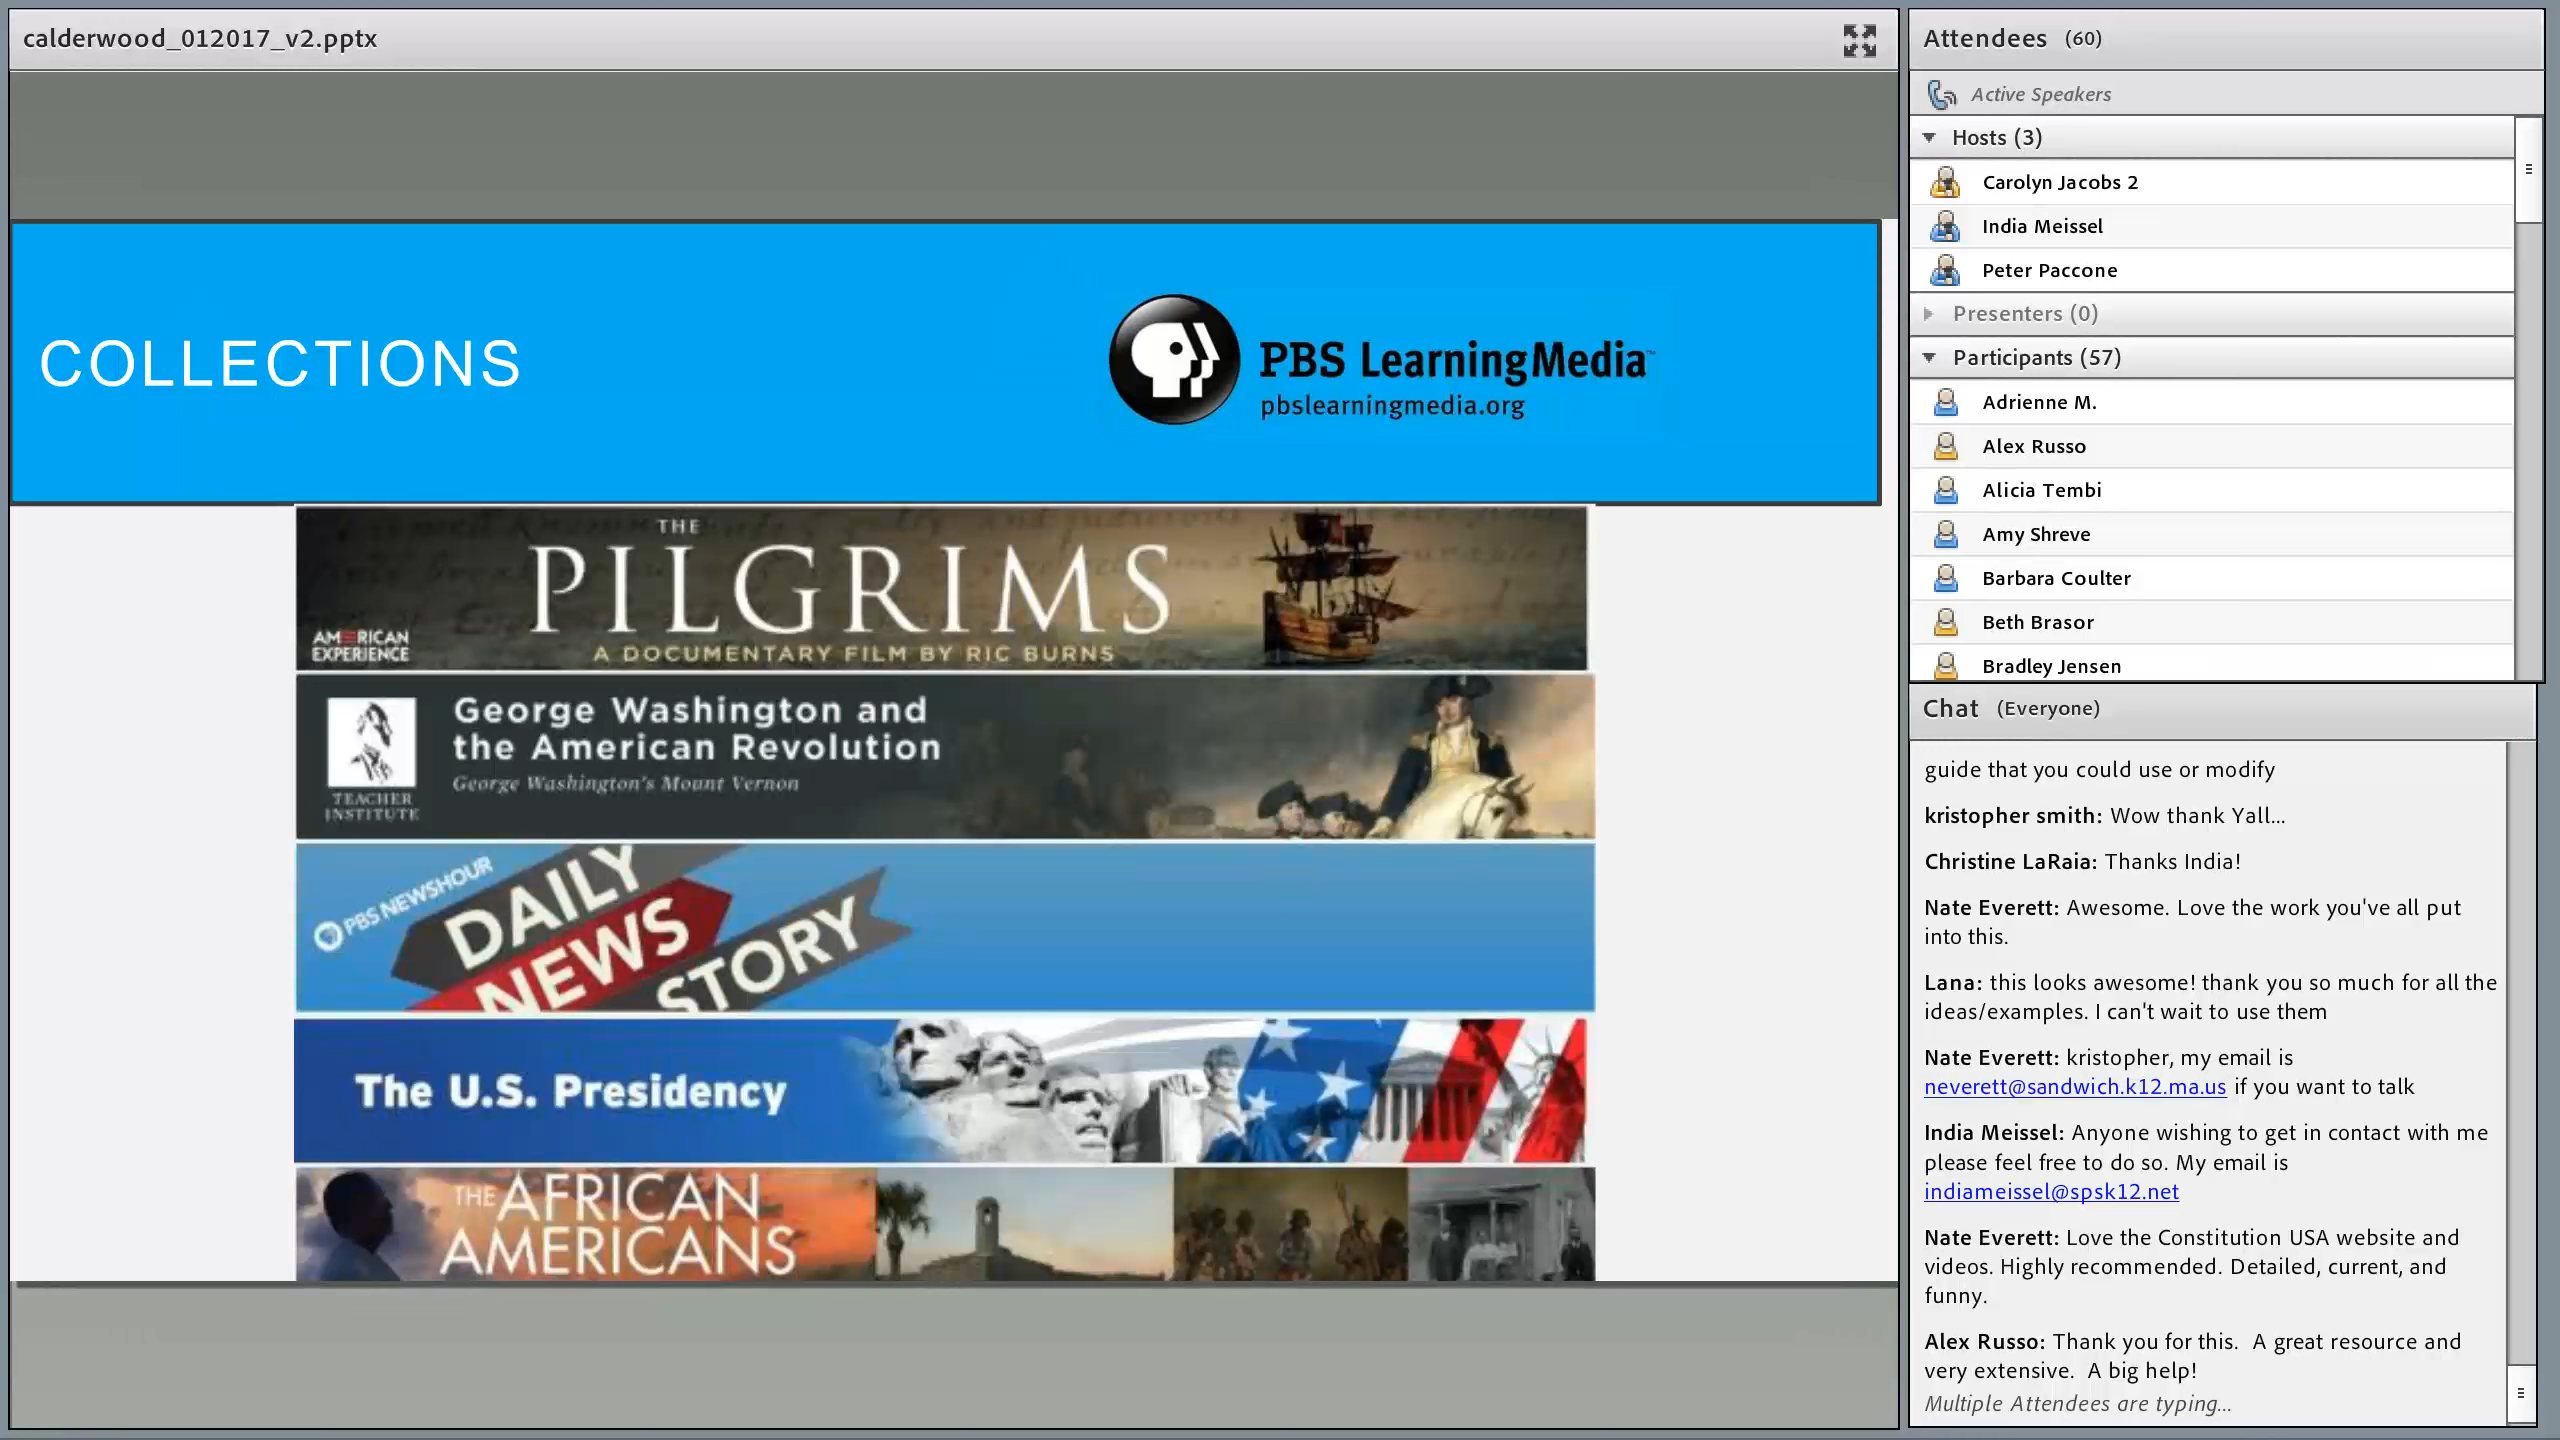 calderwood_012017_v2.pptx
COLLECTIONS
PBS LearningMedia™
pbslearningmedia.org
THE
PILGRIMS
AMERICAN
EXPERIENCE
A DOCUMENTARY FILM BY RIC BURNS
George Washington and
the American Revolution
George Washington's Mount Vernon
TEACHER
INSTITUTE
PBS NEWSHOUR
DAILY
NEWS
STORY
The U.S. Presidency
THE AFRICAN
AMERICANS
Attendees (60)
Active Speakers
Hosts (3)
Carolyn Jacobs 2
India Meissel
Peter Paccone
Presenters (0)
Participants (57)
Adrienne M.
Alex Russo
Alicia Tembi
Amy Shreve
Barbara Coulter
Beth Brasor
Bradley Jensen
Chat (Everyone)
guide that you could use or modify
kristopher smith: Wow thank Yall...
Christine LaRaia: Thanks India!
Nate Everett: Awesome. Love the work you've all put
into this.
Lana: this looks awesome! thank you so much for all the
ideas/examples. I can't wait to use them
Nate Everett: kristopher, my email is
neverett@sandwich.k12.ma.us if you want to talk
India Meissel: Anyone wishing to get in contact with me
please feel free to do so. My email is
indiameissel@spsk12.net
Nate Everett: Love the Constitution USA website and
videos. Highly recommended. Detailed, current, and
funny.
Alex Russo: Thank you for this. A great resource and
very extensive. A big help!
Multiple Attendees are typing...